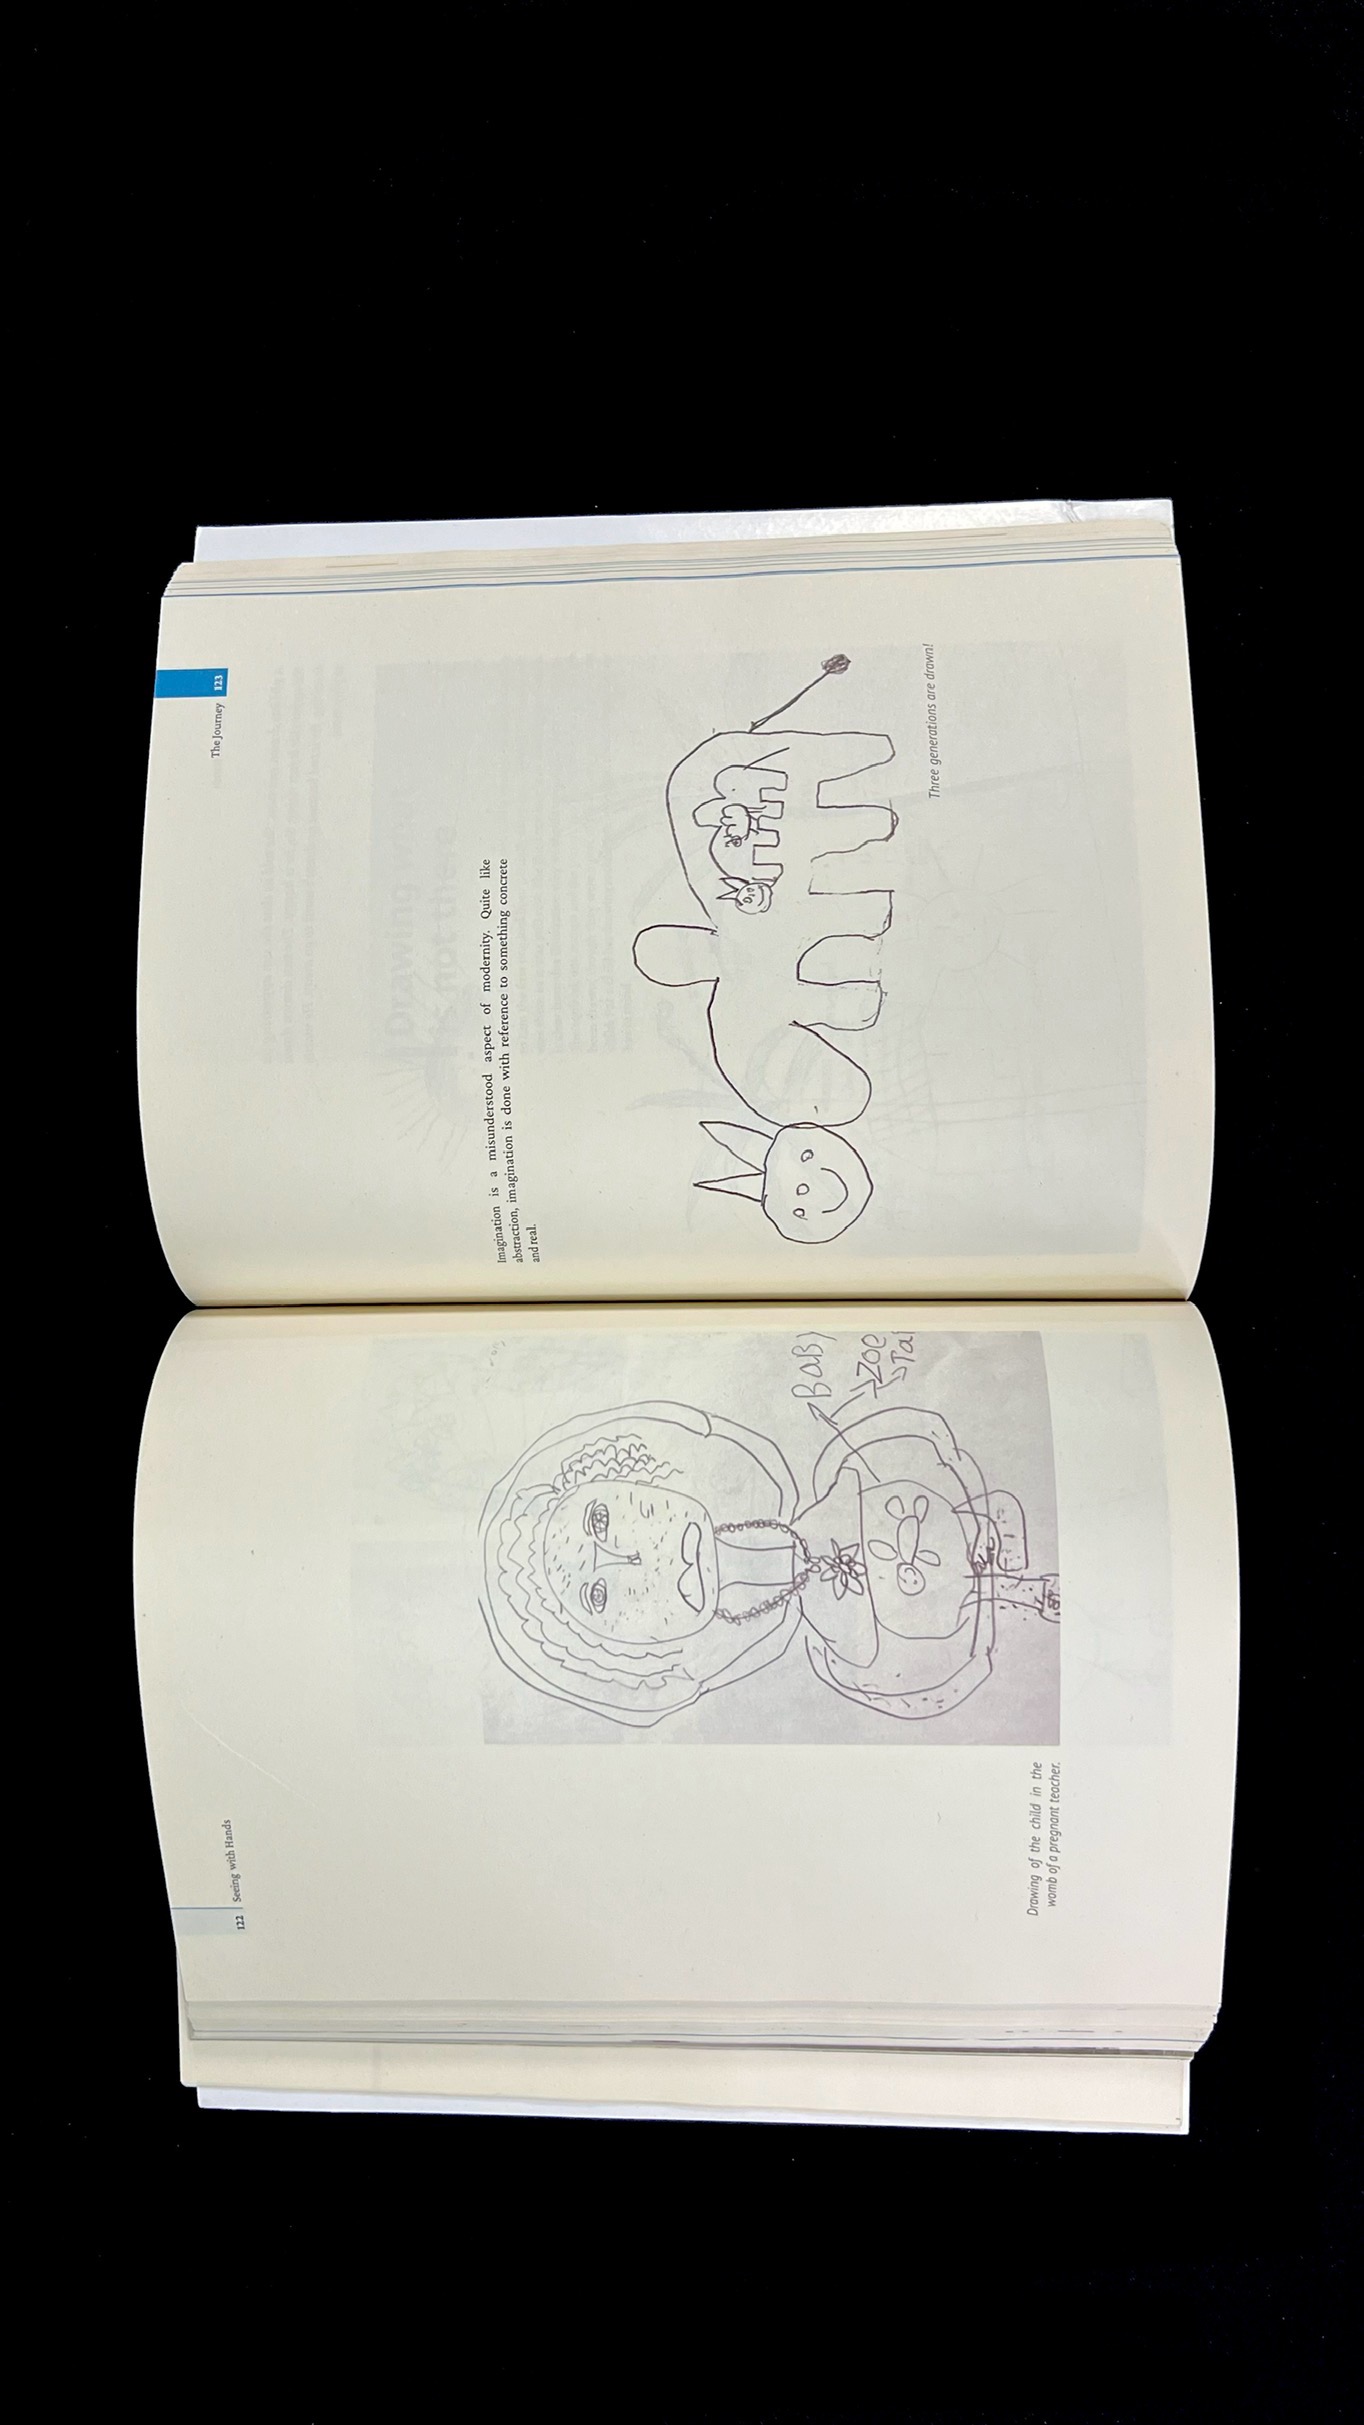 122 | Seeing with Hands
BaBy
Zoe
Drawing of the child in the
womb of a pregnant teacher.
The Journey 123
Imagination is a misunderstood aspect of modernity. Quite like
abstraction, imagination is done with reference to something concrete
and real.
Three generations are drawn!